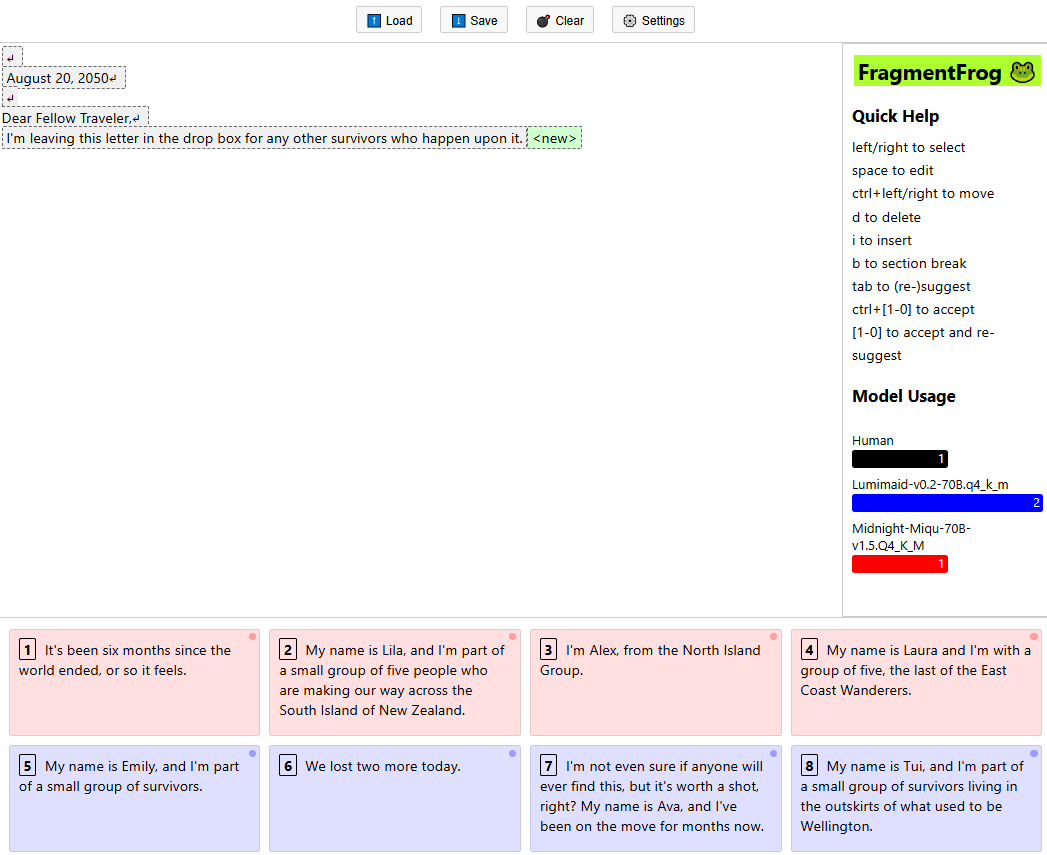 Load Save Clear Settings
↲
August 20, 2050↲
↲
Dear Fellow Traveler,↲
I'm leaving this letter in the drop box for any other survivors who happen upon it. <new>
FragmentFrog 🐸
Quick Help
left/right to select
space to edit
ctrl+left/right to move
d to delete
i to insert
b to section break
tab to (re-)suggest
ctrl+[1-0] to accept
[1-0] to accept and re-
suggest
Model Usage
Human
1
Lumimaid-v0.2-70B.q4_k_m
2
Midnight-Miqu-70B-
v1.5.Q4_K_M
1
1 It's been six months since the
world ended, or so it feels.
2 My name is Lila, and I'm part of
a small group of five people who
are making our way across the
South Island of New Zealand.
3 I'm Alex, from the North Island
Group.
4 My name is Laura and I'm with a
group of five, the last of the East
Coast Wanderers.
5 My name is Emily, and I'm part
of a small group of survivors.
6 We lost two more today.
7 I'm not even sure if anyone will
ever find this, but it's worth a shot,
right? My name is Ava, and I've
been on the move for months now.
8 My name is Tui, and I'm part of
a small group of survivors living in
the outskirts of what used to be
Wellington.